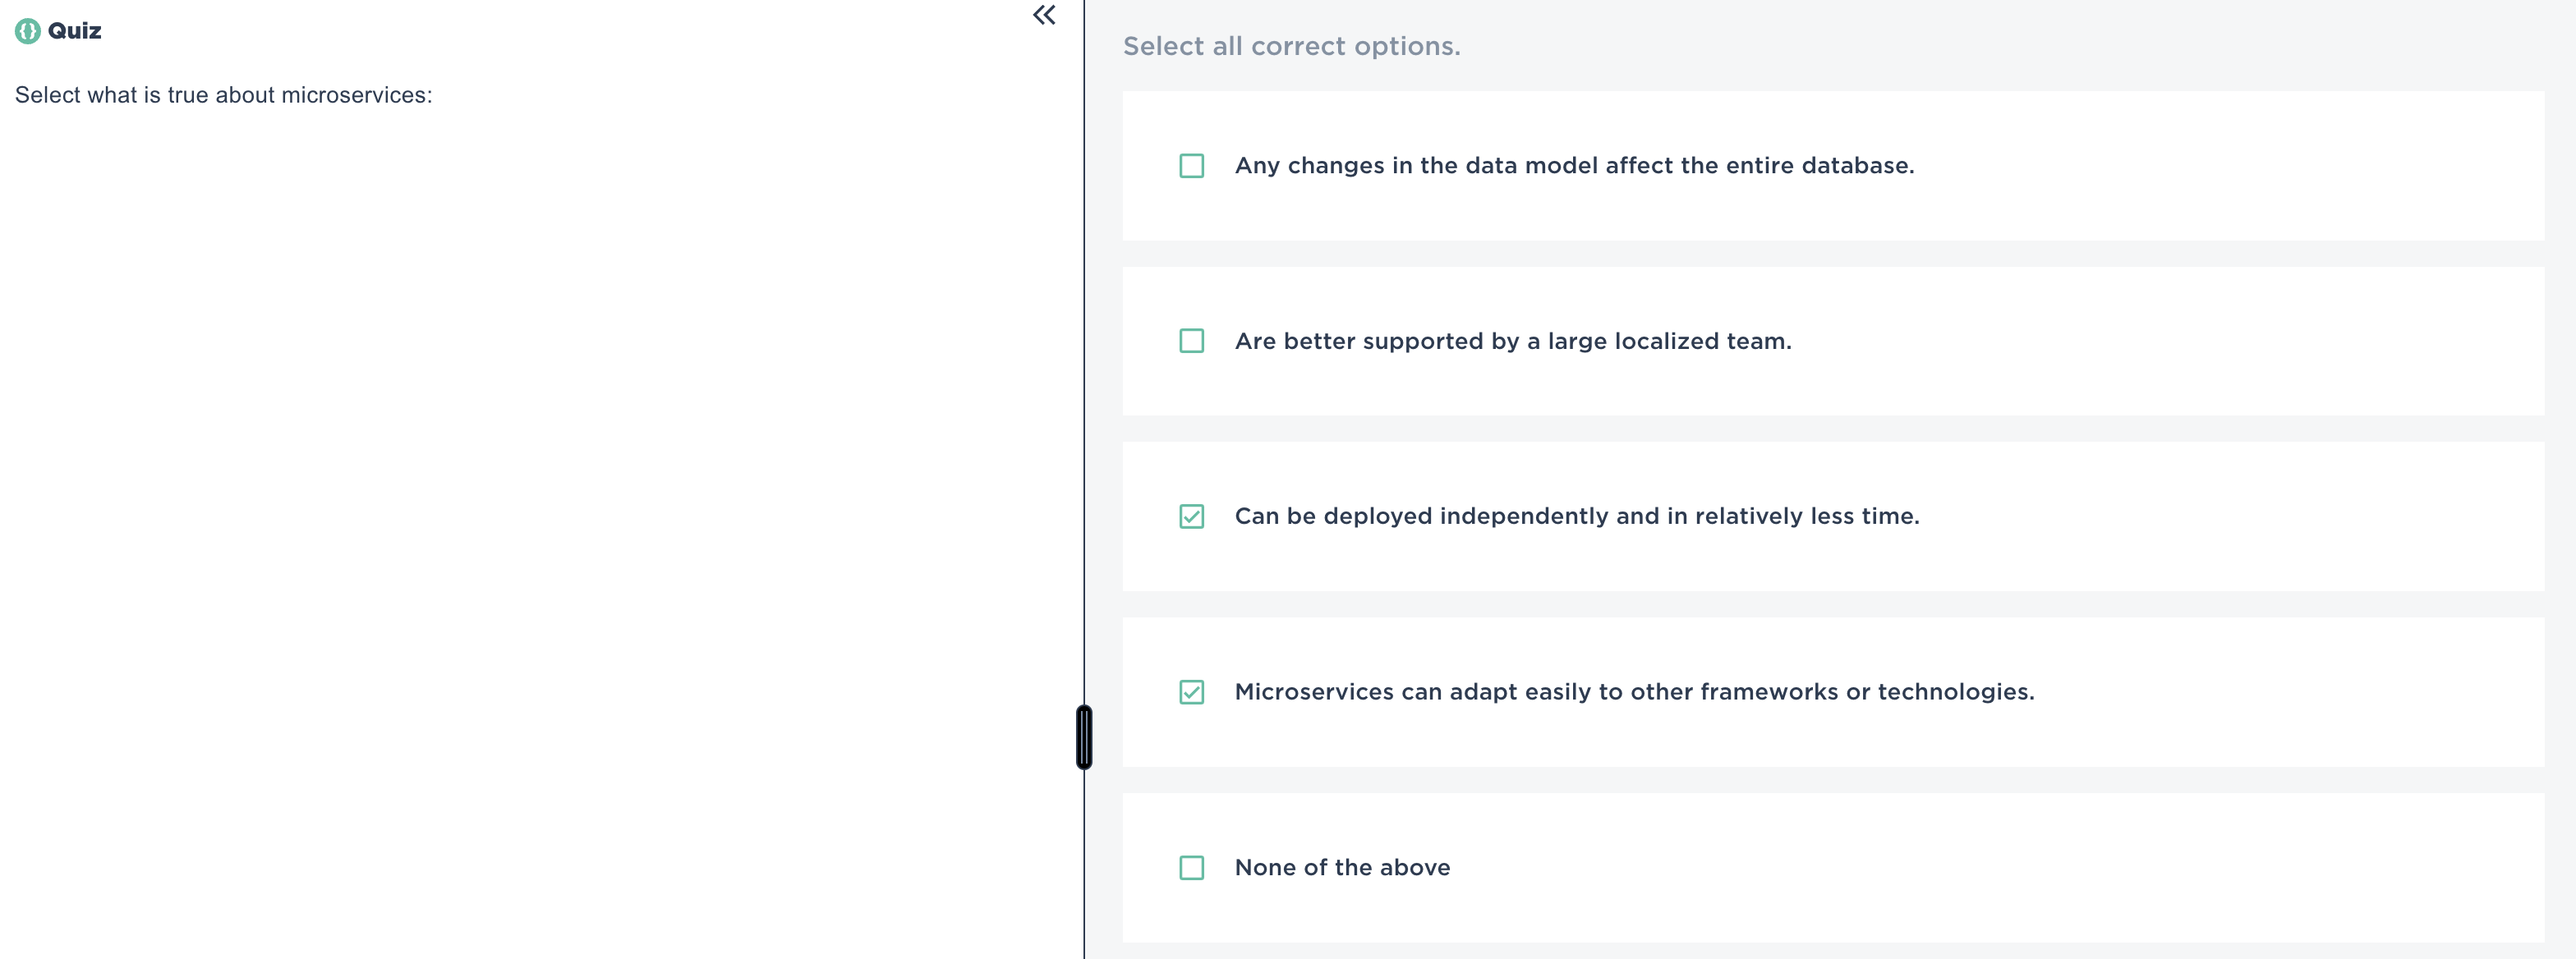 Quiz
Select what is true about microservices:
Select all correct options.
Any changes in the data model affect the entire database.
Are better supported by a large localized team.
Can be deployed independently and in relatively less time.
Microservices can adapt easily to other frameworks or technologies.
None of the above